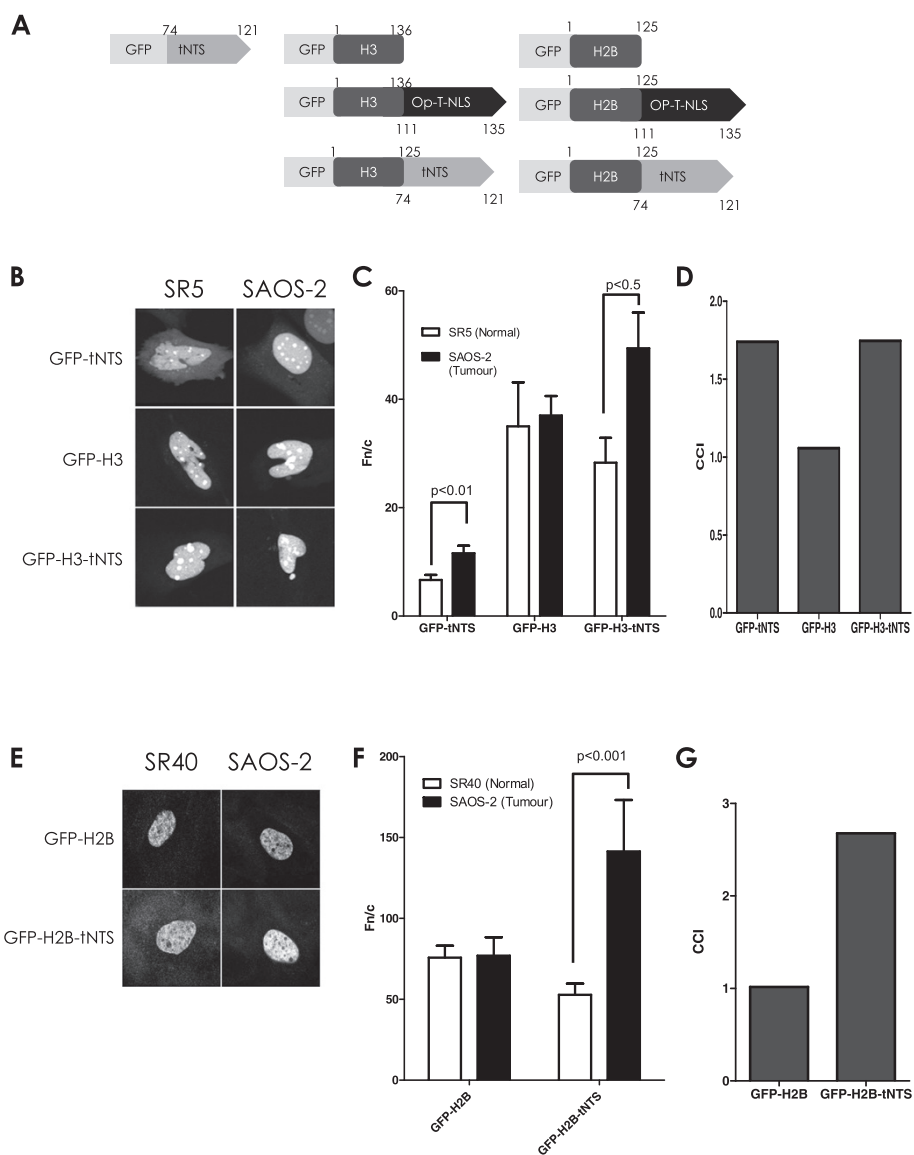 A
74 121
GFP tNTS
1 136
GFP H3
1 125
GFP H2B
1 136
GFP H3 Op-T-NLS
111 135
1 125
GFP H2B OP-T-NLS
111 135
1 125
GFP H3 tNTS
74 121
1 125
GFP H2B tNTS
74 121
B
SR5 SAOS-2
GFP-tNTS
GFP-H3
GFP-H3-tNTS
C
60
40
20
0
Fn/c
SR5 (Normal)
SAOS-2
(Tumour)
p<0.01
p<0.5
GFP-tNTS GFP-H3 GFP-H3-tNTS
D
2.0
1.5
1.0
0.5
0.0
CCI
GFP-tNTS GFP-H3 GFP-H3-tNTS
E
SR40 SAOS-2
GFP-H2B
GFP-H2B-tNTS
F
200
150
100
50
0
Fn/c
SR40 (Normal)
SAOS-2 (Tumour)
p<0.001
GFP-H2B
GFP-H2B-tNTS
G
3
2
1
0
CCI
GFP-H2B GFP-H2B-tNTS